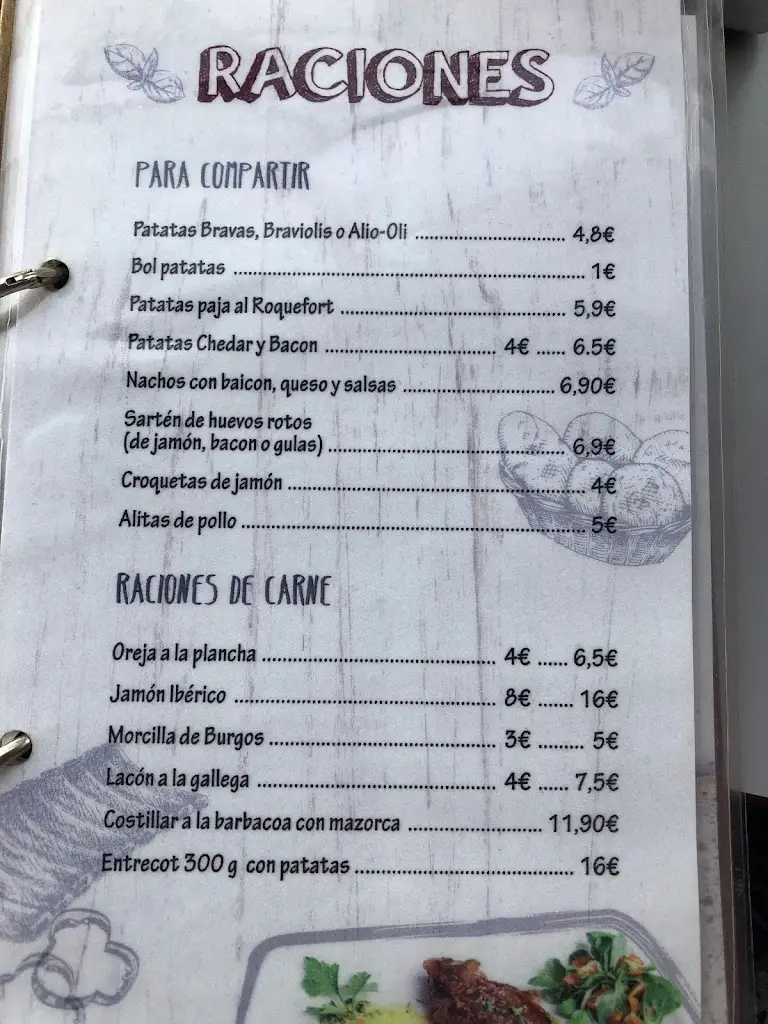 RACIONES
PARA COMPARTIR
Patatas Bravas, Braviolis o Alio-Oli ........................... 4,8€
Bol patatas ................................................................ 1€
Patatas paja al Roquefort ......................................... 5,9€
Patatas Chedar y Bacon ............................... 4€ ...... 6.5€
Nachos con baicon, queso y salsas ........................... 6,90€
Sartén de huevos rotos
(de jamón, bacon o gulas) ........................................... 6,9€
Croquetas de jamón ...................................................... 4€
Alitas de pollo ............................................................... 5€
RACIONES DE CARNE
Oreja a la plancha .......................................... 4€ ...... 6,5€
Jamón Ibérico ................................................ 8€ ....... 16€
Morcilla de Burgos ......................................... 3€ ......... 5€
Lacón a la gallega ........................................... 4€ ...... 7,5€
Costillar a la barbacoa con mazorca ........................ 11,90€
Entrecot 300 g con patatas ........................................ 16€